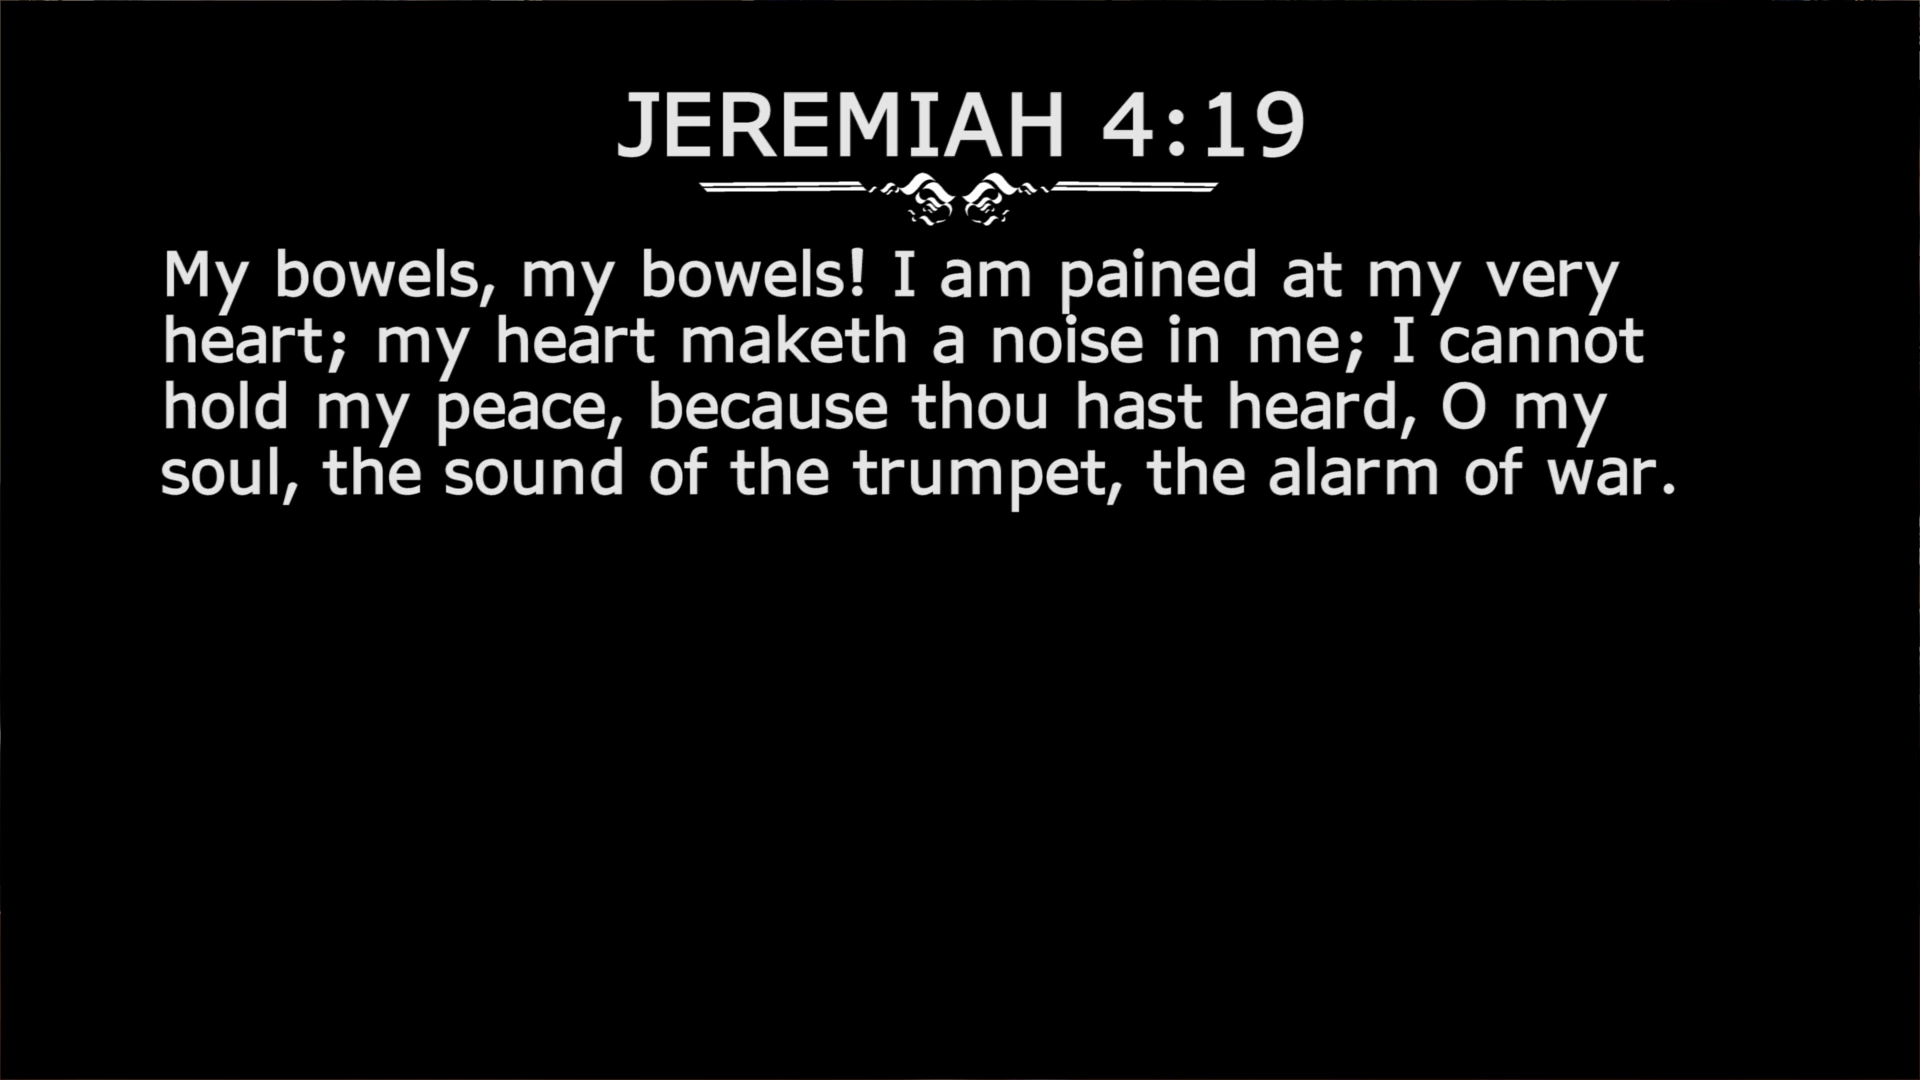 JEREMIAH 4:19
My bowels, my bowels! I am pained at my very
heart; my heart maketh a noise in me; I cannot
hold my peace, because thou hast heard, O my
soul, the sound of the trumpet, the alarm of war.